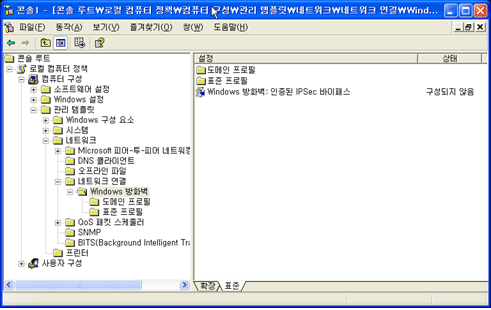 콘솔1 - [콘솔 루트₩로컬 컴퓨터 정책₩컴퓨터 구성₩관리 템플릿₩네트워크₩네트워크 연결₩Wind...
파일(F) 동작(A) 보기(V) 즐겨찾기(O) 창(W) 도움말(H)
콘솔 루트
로컬 컴퓨터 정책
컴퓨터 구성
소프트웨어 설정
Windows 설정
관리 템플릿
Windows 구성 요소
시스템
네트워크
Microsoft 피어-투-피어 네트워킹
DNS 클라이언트
오프라인 파일
네트워크 연결
Windows 방화벽
도메인 프로필
표준 프로필
QoS 패킷 스케줄러
SNMP
BITS(Background Intelligent Tra
프린터
사용자 구성
설정 상태
도메인 프로필
표준 프로필
Windows 방화벽: 인증된 IPSec 바이패스 구성되지 않음
확장 표준